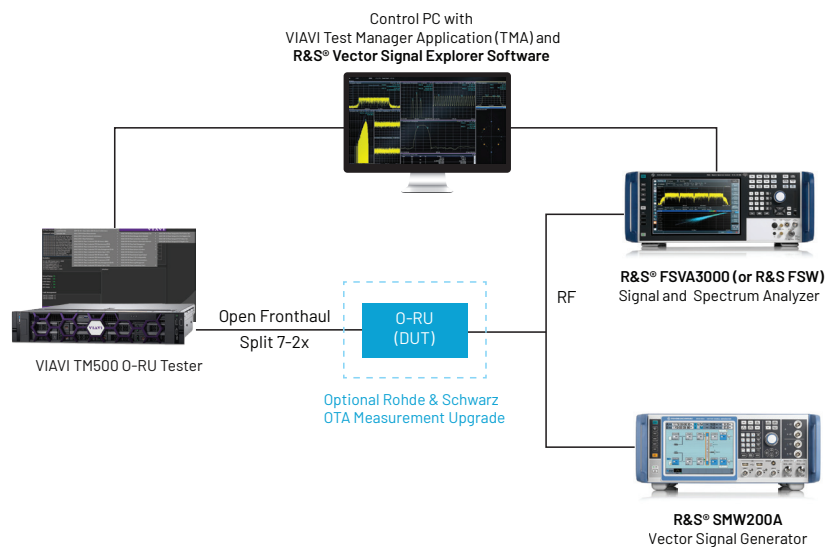 Control PC with
VIAVI Test Manager Application (TMA) and
R&S® Vector Signal Explorer Software
VIAVI
VIAVI
VIAVI TM500 O-RU Tester
Open Fronthaul
Split 7-2x
O-RU
(DUT)
Optional Rohde & Schwarz
OTA Measurement Upgrade
RF
R&S® FSVA3000 (or R&S FSW)
Signal and Spectrum Analyzer
R&S® SMW200A
Vector Signal Generator